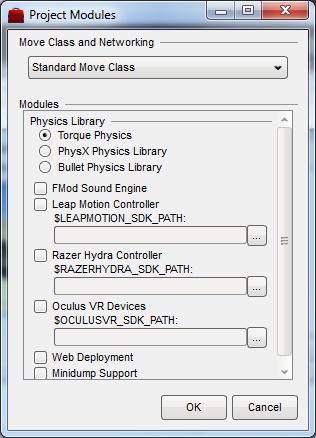 Project Modules
Move Class and Networking
Standard Move Class
Modules
Physics Library
Torque Physics
PhysX Physics Library
Bullet Physics Library
FMod Sound Engine
Leap Motion Controller
$LEAPMOTION_SDK_PATH:
...
Razer Hydra Controller
$RAZERHYDRA_SDK_PATH:
...
Oculus VR Devices
$OCULUSVR_SDK_PATH:
...
Web Deployment
Minidump Support
OK Cancel